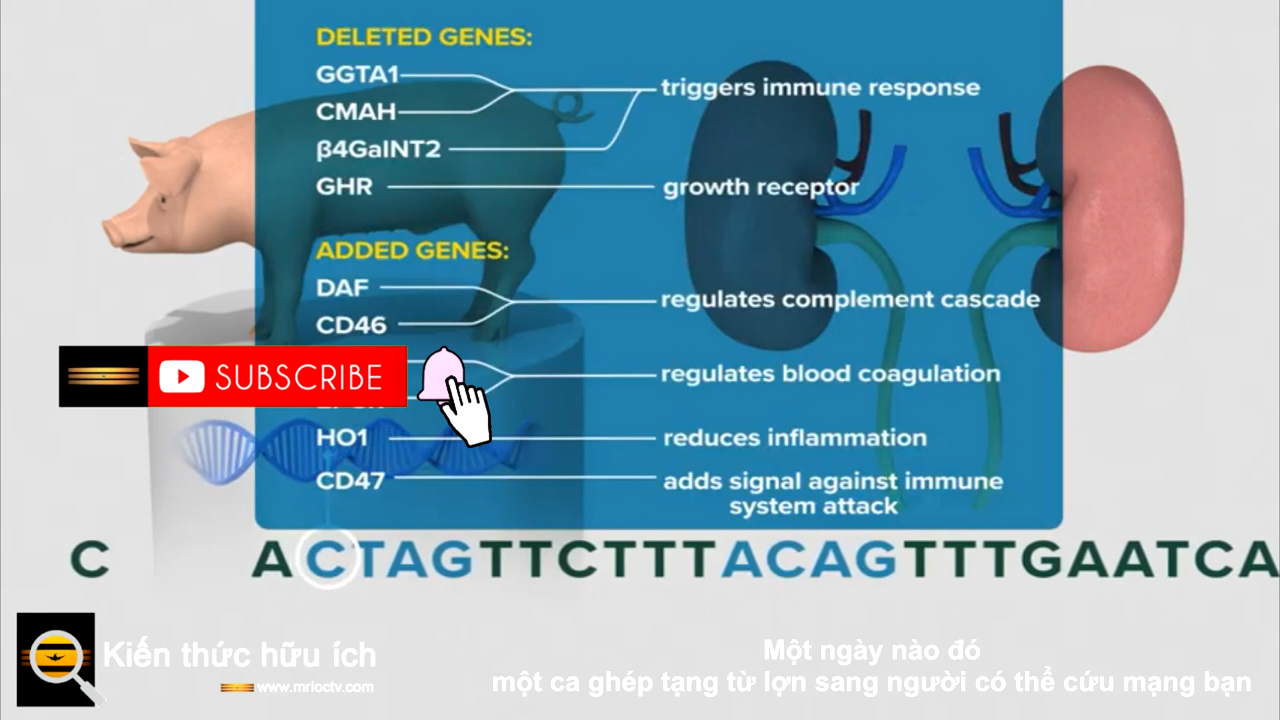 DELETED GENES:
GGTA1
CMAH
triggers immune response
β4GalNT2
GHR
growth receptor
ADDED GENES:
DAF
CD46
regulates complement cascade
SUBSCRIBE
regulates blood coagulation
HO1
reduces inflammation
CD47
adds signal against immune
system attack
C ACTAGTTCTTTACAGTTTGAATCA
Kiến thức hữu ích
www.mrloctv.com
Một ngày nào đó
một ca ghép tạng từ lợn sang người có thể cứu mạng bạn